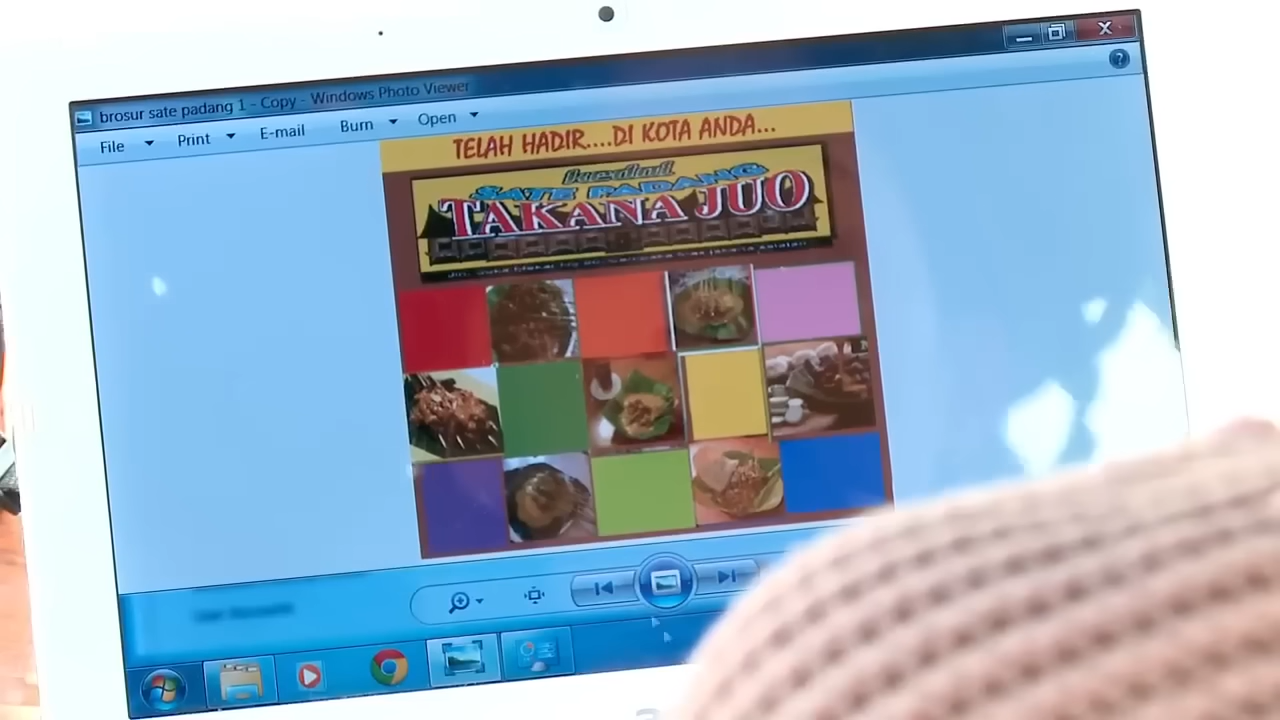 brosur sate padang 1 - Copy - Windows Photo Viewer
File Print E-mail Burn Open
TELAH HADIR....DI KOTA ANDA...
SATE PADANG
TAKANA JUO